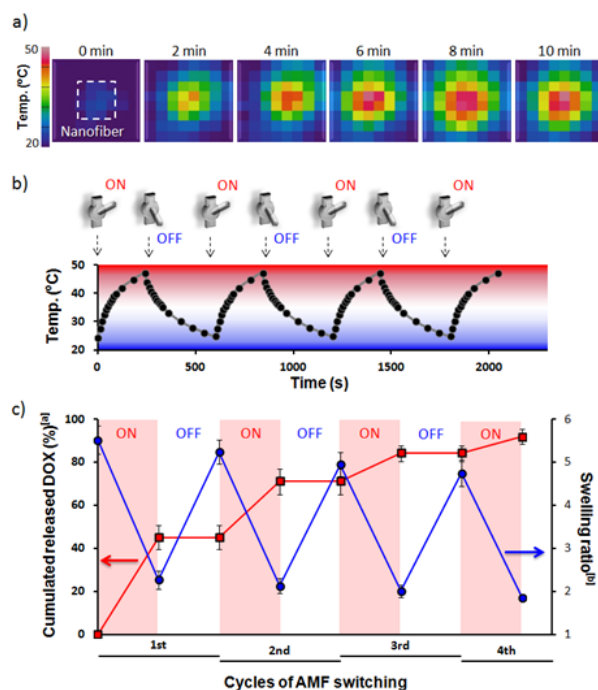 a)
0 min 2 min 4 min 6 min 8 min 10 min
50
Temp. (ºC)
20
Nanofiber
b)
ON ON ON ON
OFF OFF OFF
50
40
30
20
Temp. (ºC)
0 500 1000 1500 2000
Time (s)
c)
ON OFF ON OFF ON OFF ON
100
80
60
40
20
0
Cumulated released DOX (%)[a]
6
5
4
3
2
1
Swelling ratio[b]
1st 2nd 3rd 4th
Cycles of AMF switching